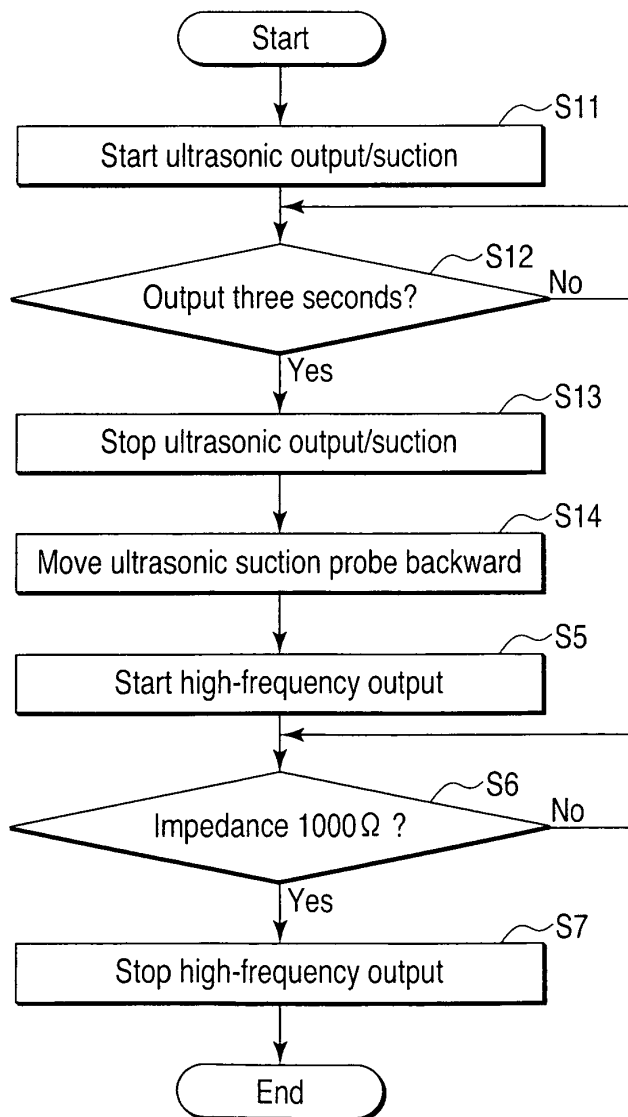 Start
S11
Start ultrasonic output/suction
S12
Output three seconds?
No
Yes
S13
Stop ultrasonic output/suction
S14
Move ultrasonic suction probe backward
S5
Start high-frequency output
S6
Impedance 1000Ω ?
No
Yes
S7
Stop high-frequency output
End